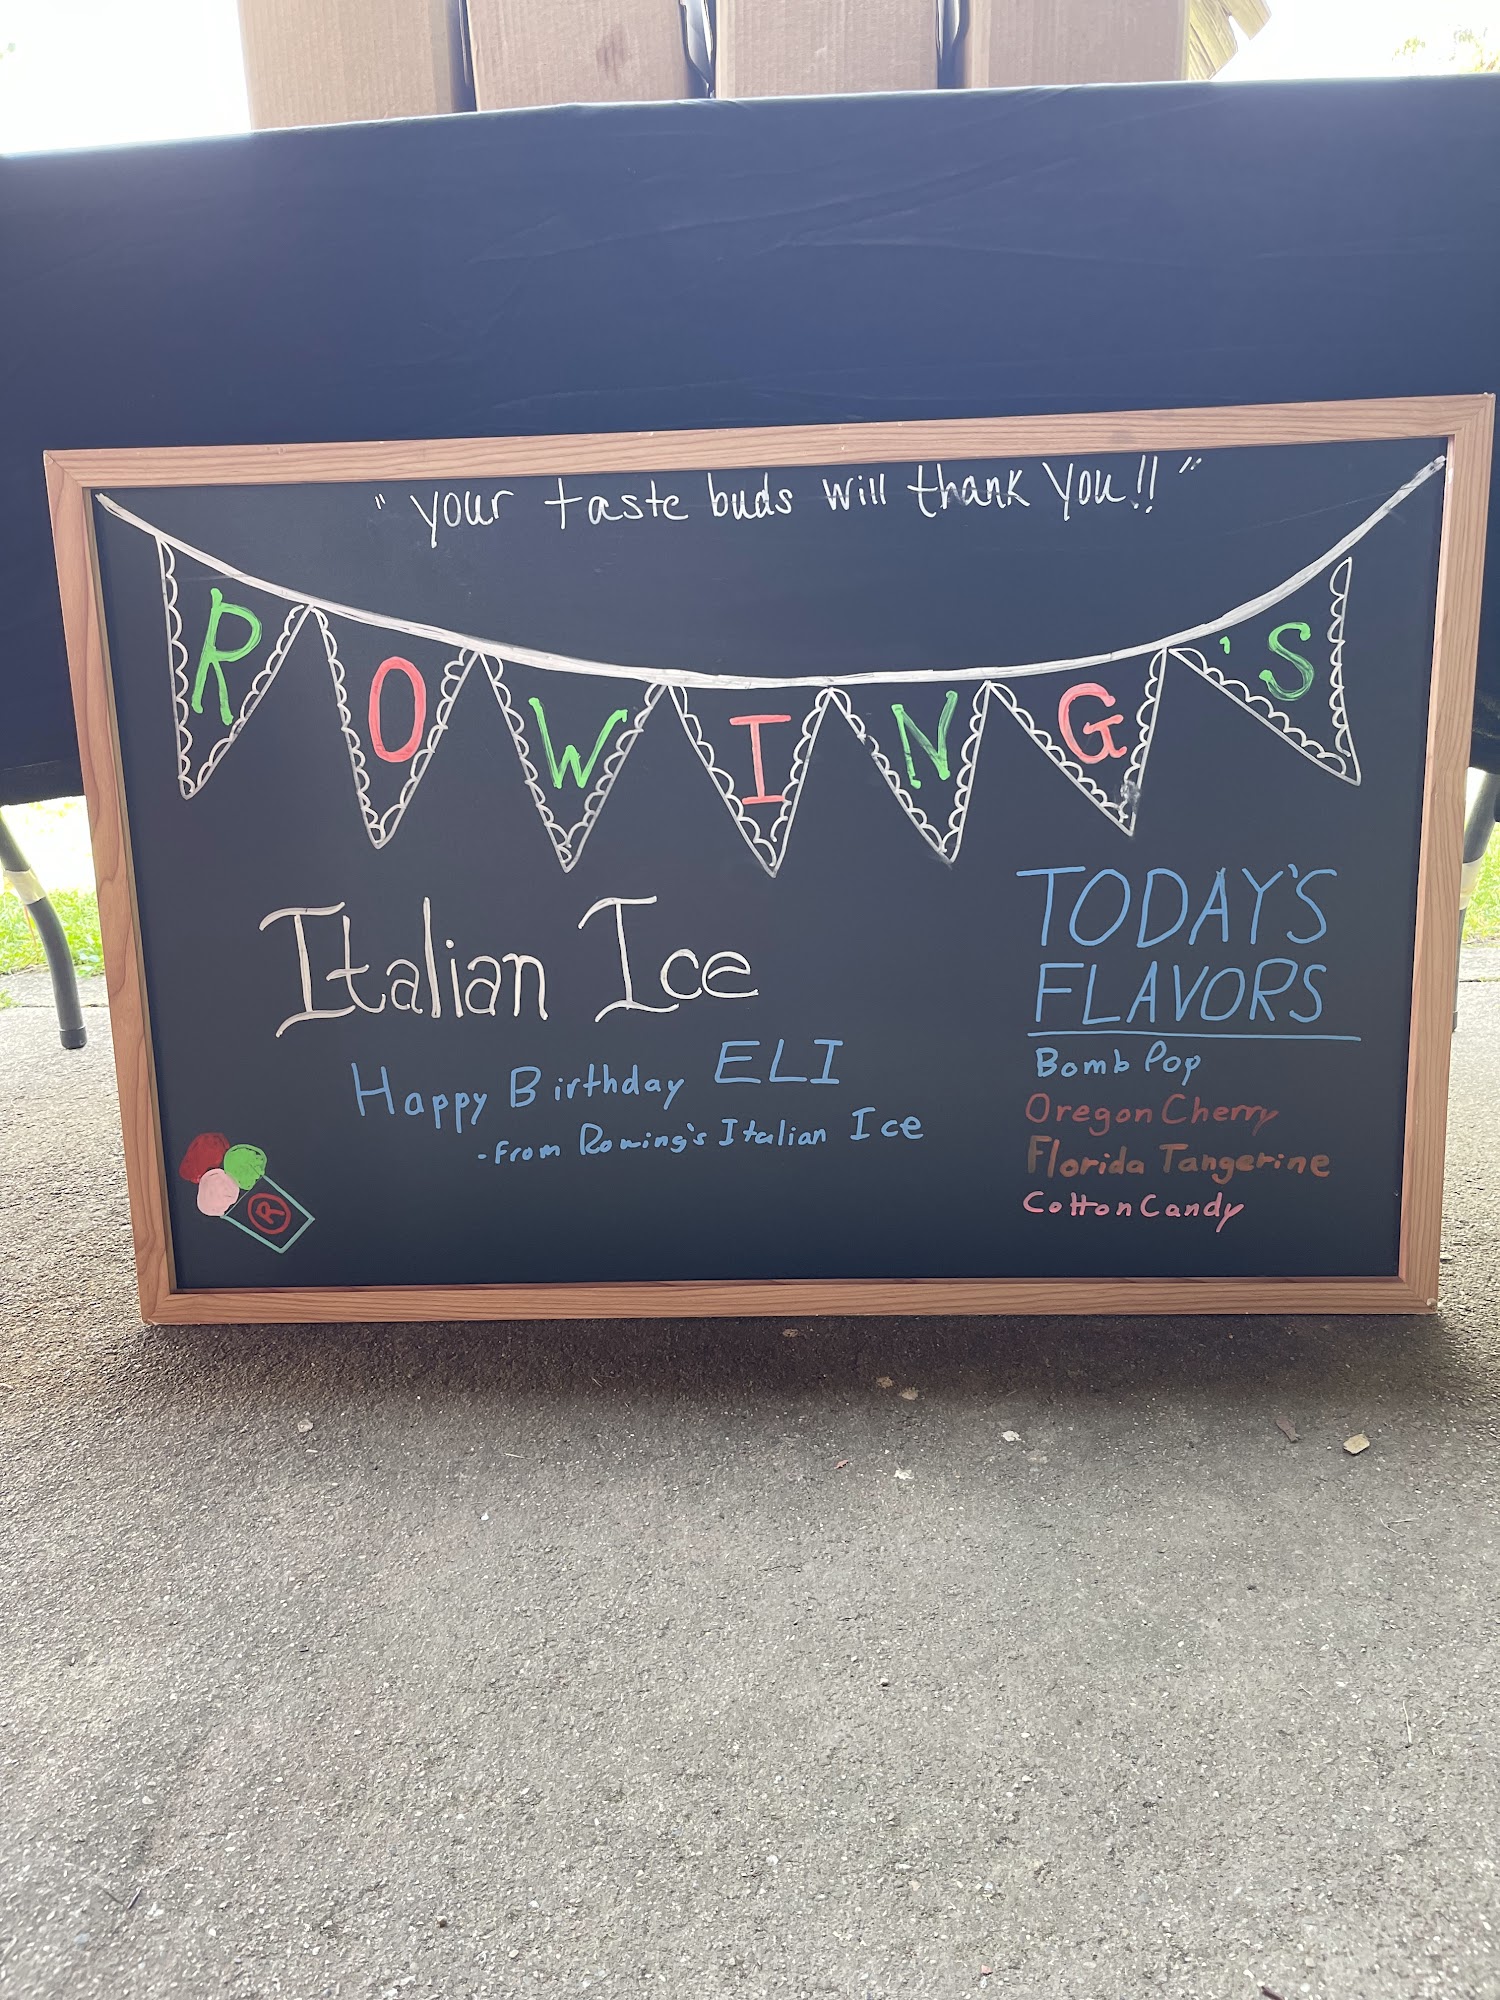 "your taste buds will thank you!!"
ROWING'S
Italian Ice
Happy Birthday ELI
-From Rowing's Italian Ice
R
TODAY'S
FLAVORS
Bomb Pop
Oregon Cherry
Florida Tangerine
Cotton Candy